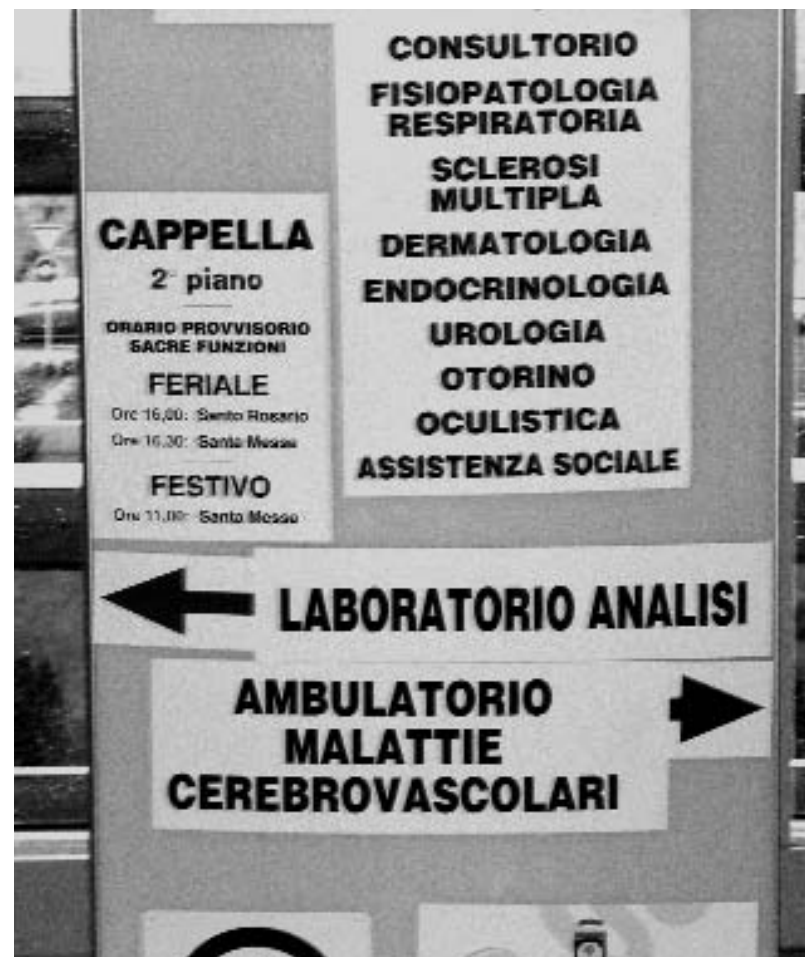 CONSULTORIO
FISIOPATOLOGIA
RESPIRATORIA
SCLEROSI
MULTIPLA
DERMATOLOGIA
ENDOCRINOLOGIA
UROLOGIA
OTORINO
OCULISTICA
ASSISTENZA SOCIALE
CAPPELLA
2° piano
ORARIO PROVVISORIO
SACRE FUNZIONI
FERIALE
Ore 16,00: Santo Rosario
Ore 16,30: Santa Messa
FESTIVO
Ore 11,00: Santa Messa
LABORATORIO ANALISI
AMBULATORIO
MALATTIE
CEREBROVASCOLARI